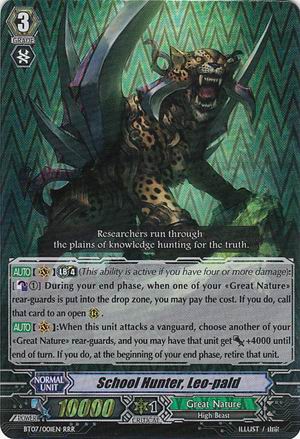 3
GRADE
Researchers run through
the plains of knowledge hunting for the truth.
AUTO [ ] LB4 (This ability is active if you have four or more damage):
[ (1)] During your end phase, when one of your «Great Nature»
rear-guards is put into the drop zone, you may pay the cost. If you do, call
that card to an open .
AUTO [ ]:When this unit attacks a vanguard, choose another of your
«Great Nature» rear-guards, and you may have that unit get +4000 until
end of turn. If you do, at the beginning of your end phase, retire that unit.
NORMAL
UNIT
School Hunter, Leo-pald
POWER
10000
1
CRITICAL
Great Nature
High Beast
BT07/001EN RRR
ILLUST /